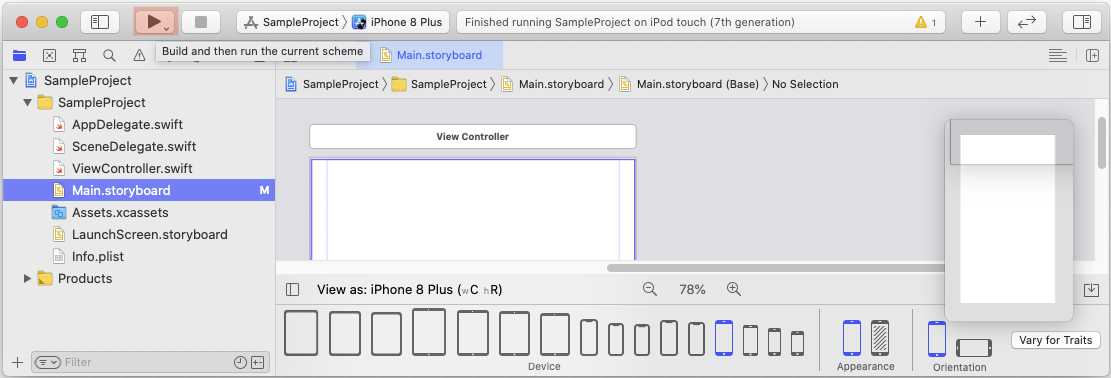 SampleProject iPhone 8 Plus
Finished running SampleProject on iPod touch (7th generation)
1
Build and then run the current scheme
Main.storyboard
SampleProject
SampleProject
AppDelegate.swift
SceneDelegate.swift
ViewController.swift
Main.storyboard M
Assets.xcassets
LaunchScreen.storyboard
Info.plist
Products
Filter
SampleProject SampleProject Main.storyboard Main.storyboard (Base) No Selection
View Controller
View as: iPhone 8 Plus (wC hR)
78%
Device
Appearance
Orientation
Vary for Traits